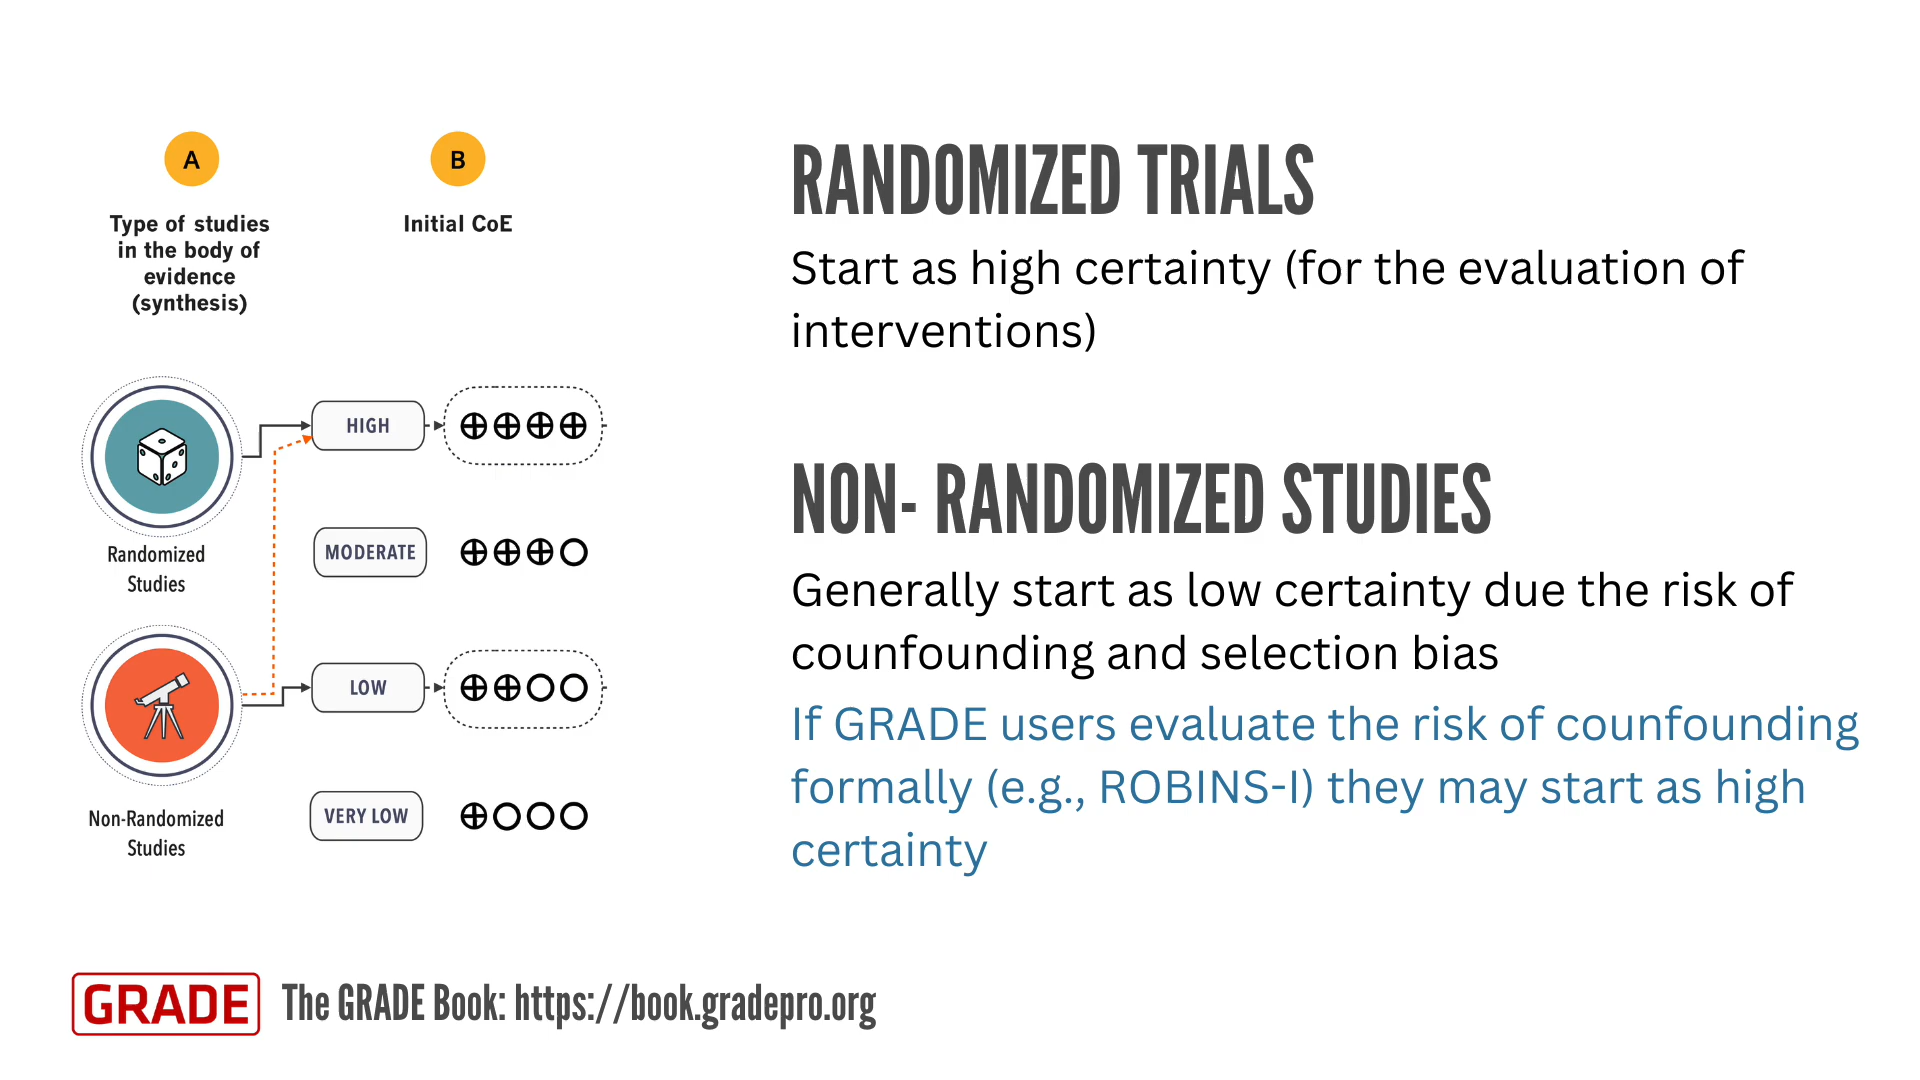 A
Type of studies
in the body of
evidence
(synthesis)
B
Initial CoE
Randomized
Studies
Non-Randomized
Studies
HIGH
MODERATE
LOW
VERY LOW
RANDOMIZED TRIALS
Start as high certainty (for the evaluation of
interventions)
NON- RANDOMIZED STUDIES
Generally start as low certainty due the risk of
counfounding and selection bias
If GRADE users evaluate the risk of counfounding
formally (e.g., ROBINS-I) they may start as high
certainty
GRADE
The GRADE Book: https://book.gradepro.org